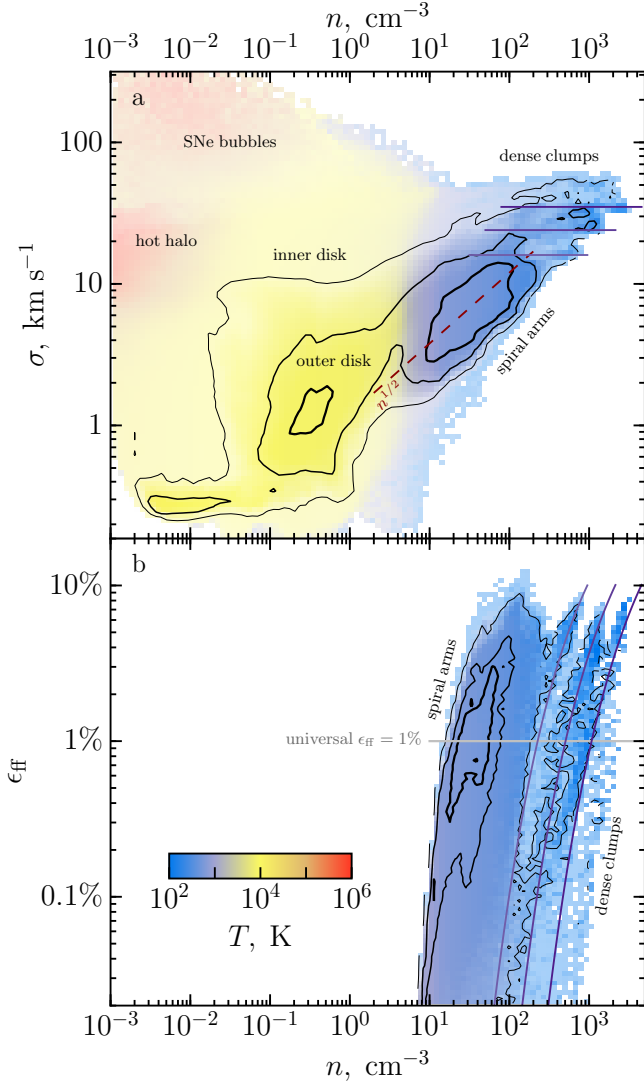 n, cm⁻³
10⁻³ 10⁻² 10⁻¹ 10⁰ 10¹ 10² 10³
a
SNe bubbles
dense clumps
hot halo
inner disk
outer disk
spiral arms
n^{1/2}
100
10
1
σ, km s⁻¹
b
10%
1%
0.1%
ϵ_ff
spiral arms
universal ϵ_ff = 1%
dense clumps
10² 10⁴ 10⁶
T, K
10⁻³ 10⁻² 10⁻¹ 10⁰ 10¹ 10² 10³
n, cm⁻³